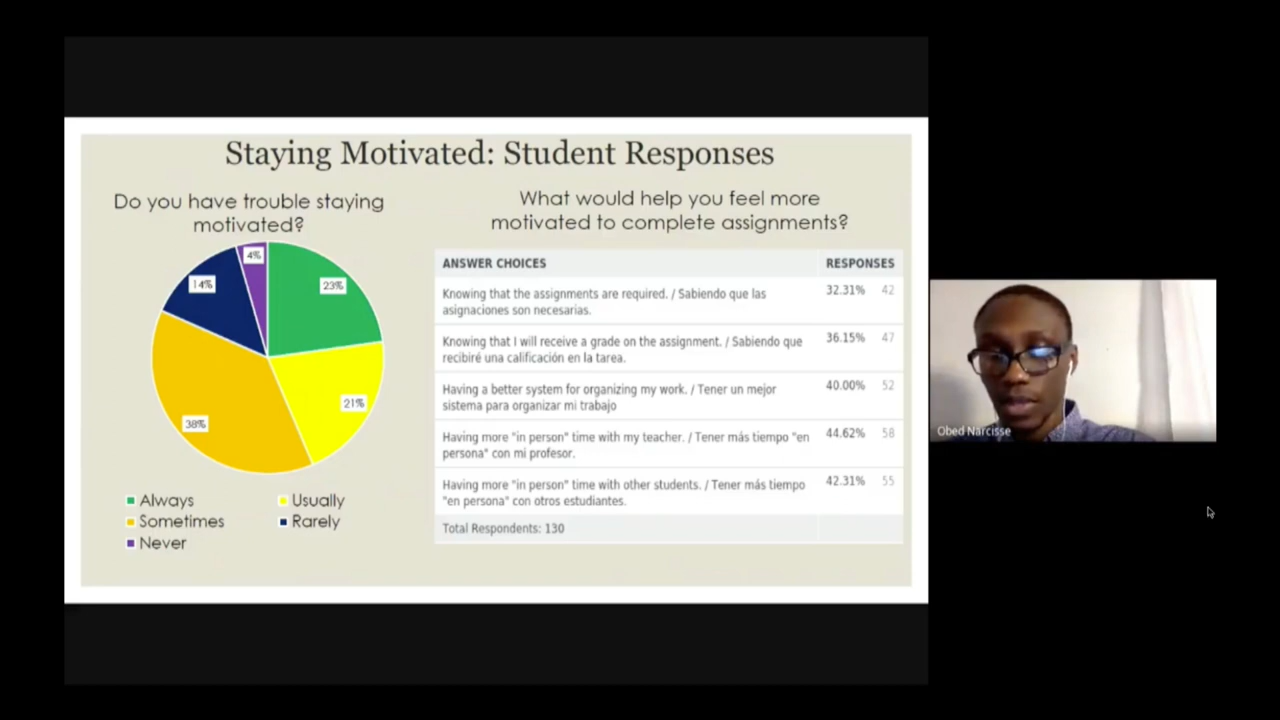 Staying Motivated: Student Responses
Do you have trouble staying
motivated?
4%
14%
23%
21%
38%
Always
Usually
Sometimes
Rarely
Never
What would help you feel more
motivated to complete assignments?
ANSWER CHOICES RESPONSES
Knowing that the assignments are required. / Sabiendo que las 32.31% 42
asignaciones son necesarias.
Knowing that I will receive a grade on the assignment. / Sabiendo que 36.15% 47
recibiré una calificación en la tarea.
Having a better system for organizing my work. / Tener un mejor 40.00% 52
sistema para organizar mi trabajo
Having more "in person" time with my teacher. / Tener más tiempo "en 44.62% 58
persona" con mi profesor.
Having more "in person" time with other students. / Tener más tiempo 42.31% 55
"en persona" con otros estudiantes.
Total Respondents: 130
Obed Narcisse